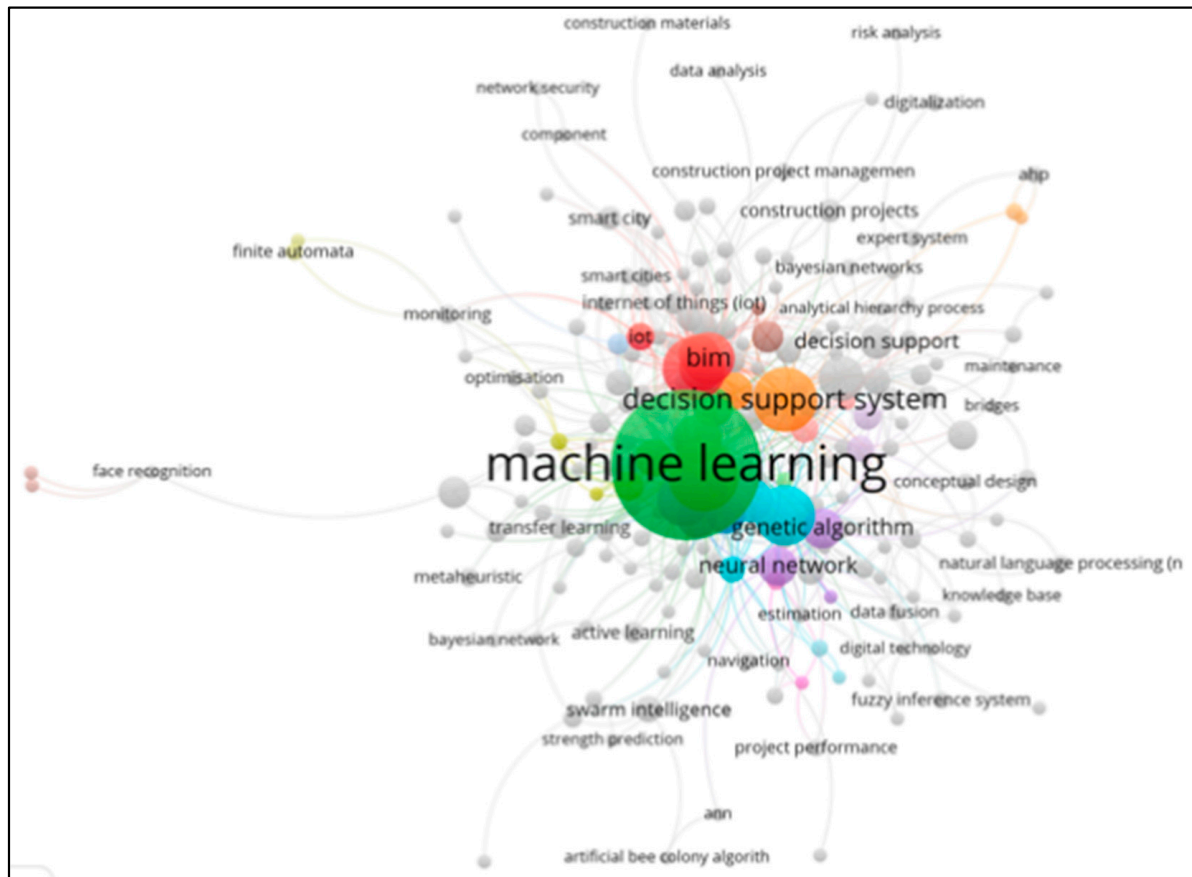 construction materials
risk analysis
data analysis
network security
digitalization
component
construction project managemen
ahp
smart city
construction projects
expert system
finite automata
smart cities
bayesian networks
internet of things (iot)
analytical hierarchy process
monitoring
iot
decision support
bim
maintenance
optimisation
decision support system
bridges
machine learning
face recognition
conceptual design
transfer learning
genetic algorithm
neural network
natural language processing (n
metaheuristic
knowledge base
estimation
data fusion
bayesian network
active learning
digital technology
navigation
fuzzy inference system
swarm intelligence
strength prediction
project performance
ann
artificial bee colony algorith